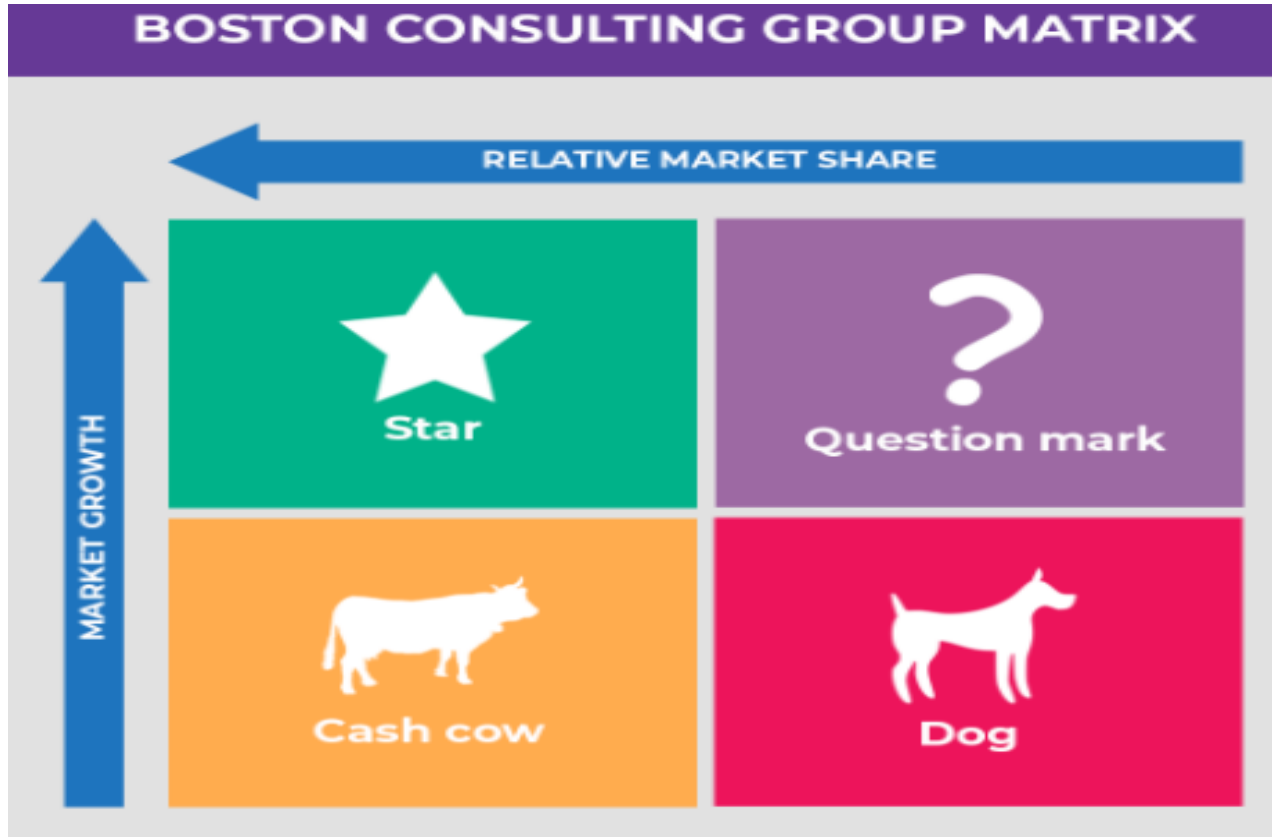 BOSTON CONSULTING GROUP MATRIX
RELATIVE MARKET SHARE
MARKET GROWTH
Star
?
Question mark
Cash cow
Dog